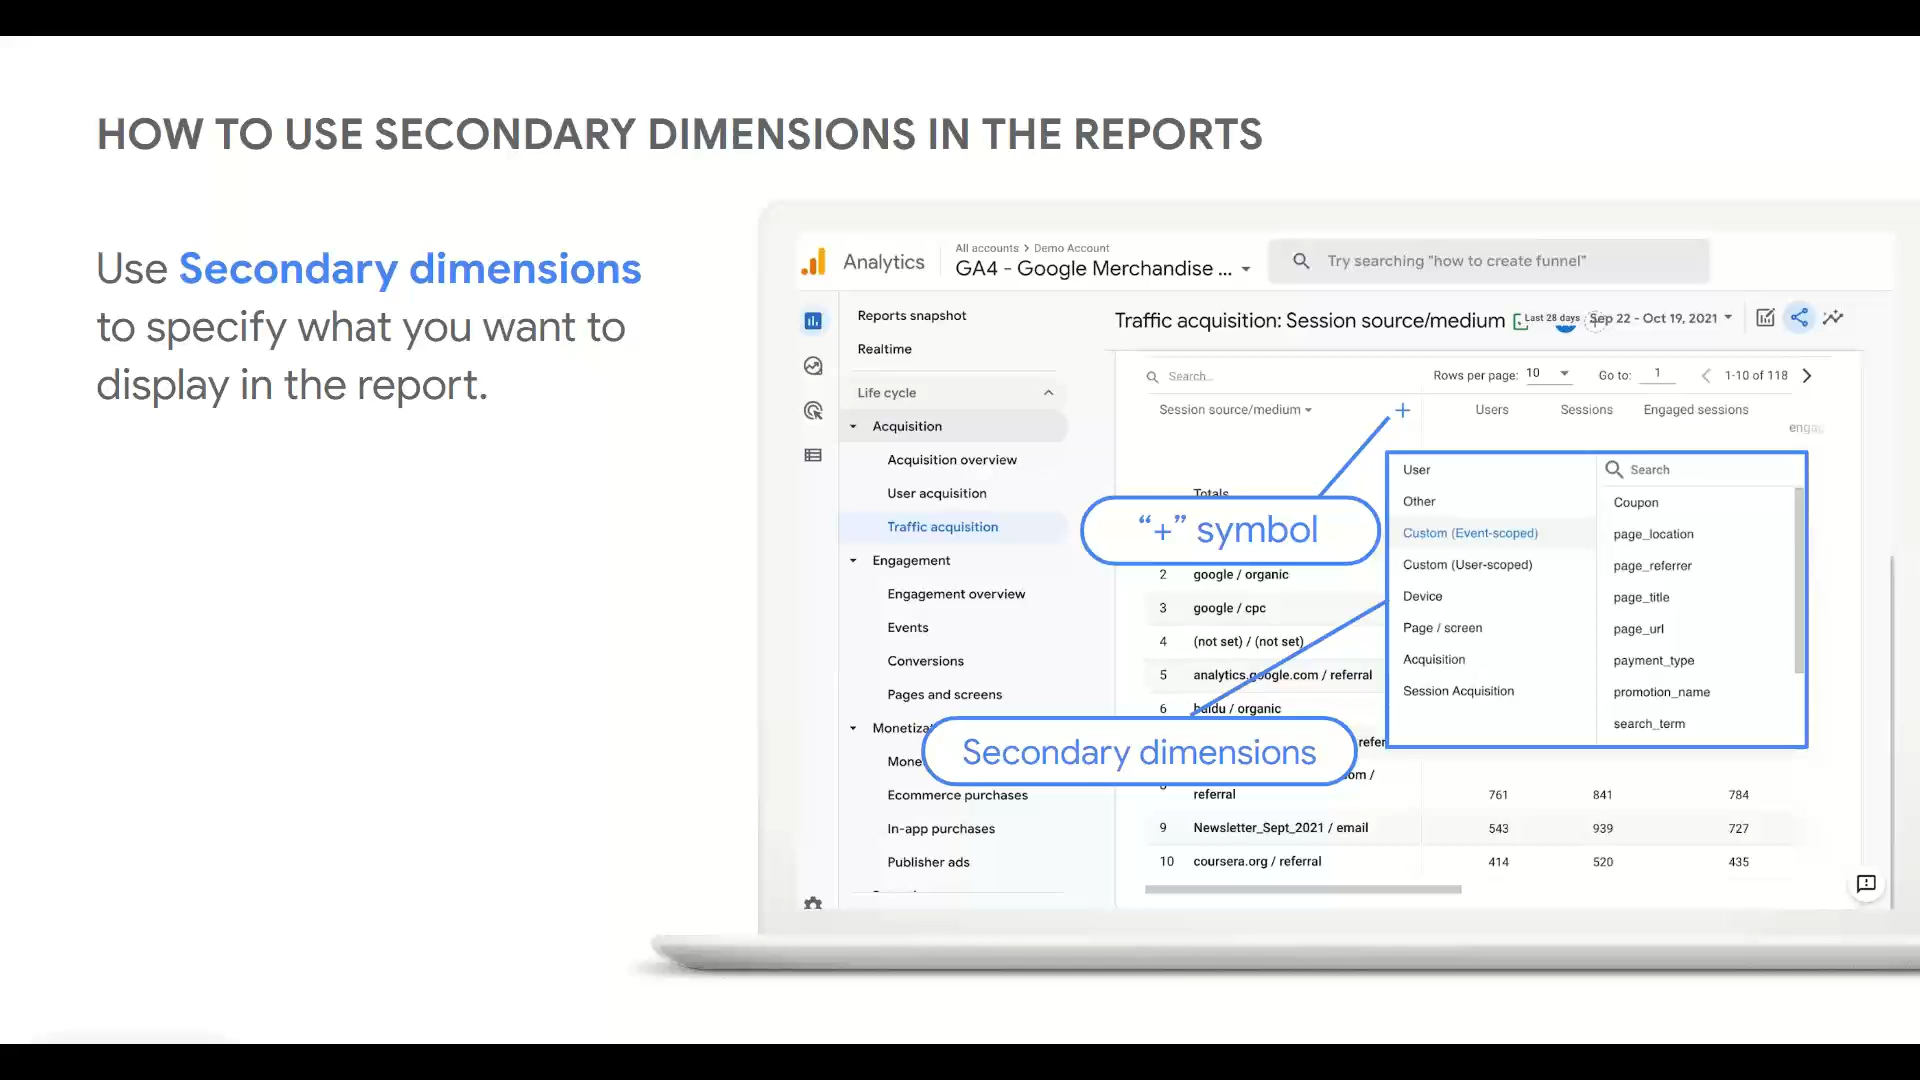 HOW TO USE SECONDARY DIMENSIONS IN THE REPORTS
Use Secondary dimensions
to specify what you want to
display in the report.
Analytics
All accounts > Demo Account
GA4 - Google Merchandise ...
Try searching "how to create funnel"
Reports snapshot
Realtime
Life cycle
Acquisition
Acquisition overview
User acquisition
Traffic acquisition
Engagement
Engagement overview
Events
Conversions
Pages and screens
Ecommerce purchases
In-app purchases
Publisher ads
Traffic acquisition: Session source/medium
Last 28 days
Sep 22 - Oct 19, 2021
Search...
Rows per page: 10
Go to: 1
1-10 of 118
Session source/medium
+
Users
Sessions
Engaged sessions
Totals
"+" symbol
2 google / organic
3 google / cpc
4 (not set) / (not set)
5 analytics.google.com / referral
6 baidu / organic
Secondary dimensions
referral 761 841 784
9 Newsletter_Sept_2021 / email 543 939 727
10 coursera.org / referral 414 520 435
User
Other
Custom (Event-scoped)
Custom (User-scoped)
Device
Page / screen
Acquisition
Session Acquisition
Search
Coupon
page_location
page_referrer
page_title
page_url
payment_type
promotion_name
search_term